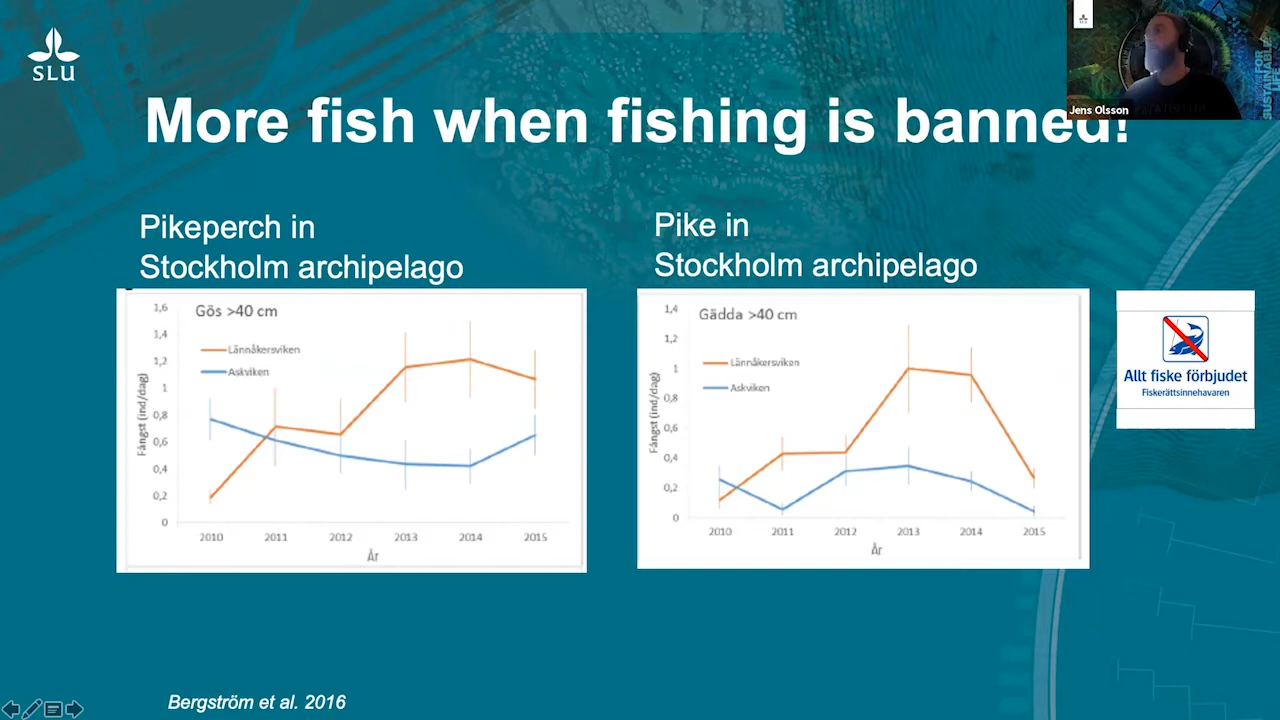 SLU
More fish when fishing is banned!
Jens Olsson
SUSTAINABLE
FOR
LIFE
Pikeperch in
Stockholm archipelago
Pike in
Stockholm archipelago
Gös >40 cm
Lännåkersviken
Askviken
Fångst (ind/dag)
1,6
1,4
1,2
1
0,8
0,6
0,4
0,2
0
2010 2011 2012 2013 2014 2015
År
Gädda >40 cm
Lännåkersviken
Askviken
Fångst (ind/dag)
1,4
1,2
1
0,8
0,6
0,4
0,2
0
2010 2011 2012 2013 2014 2015
År
Allt fiske förbjudet
Fiskerättsinnehavaren
Bergström et al. 2016